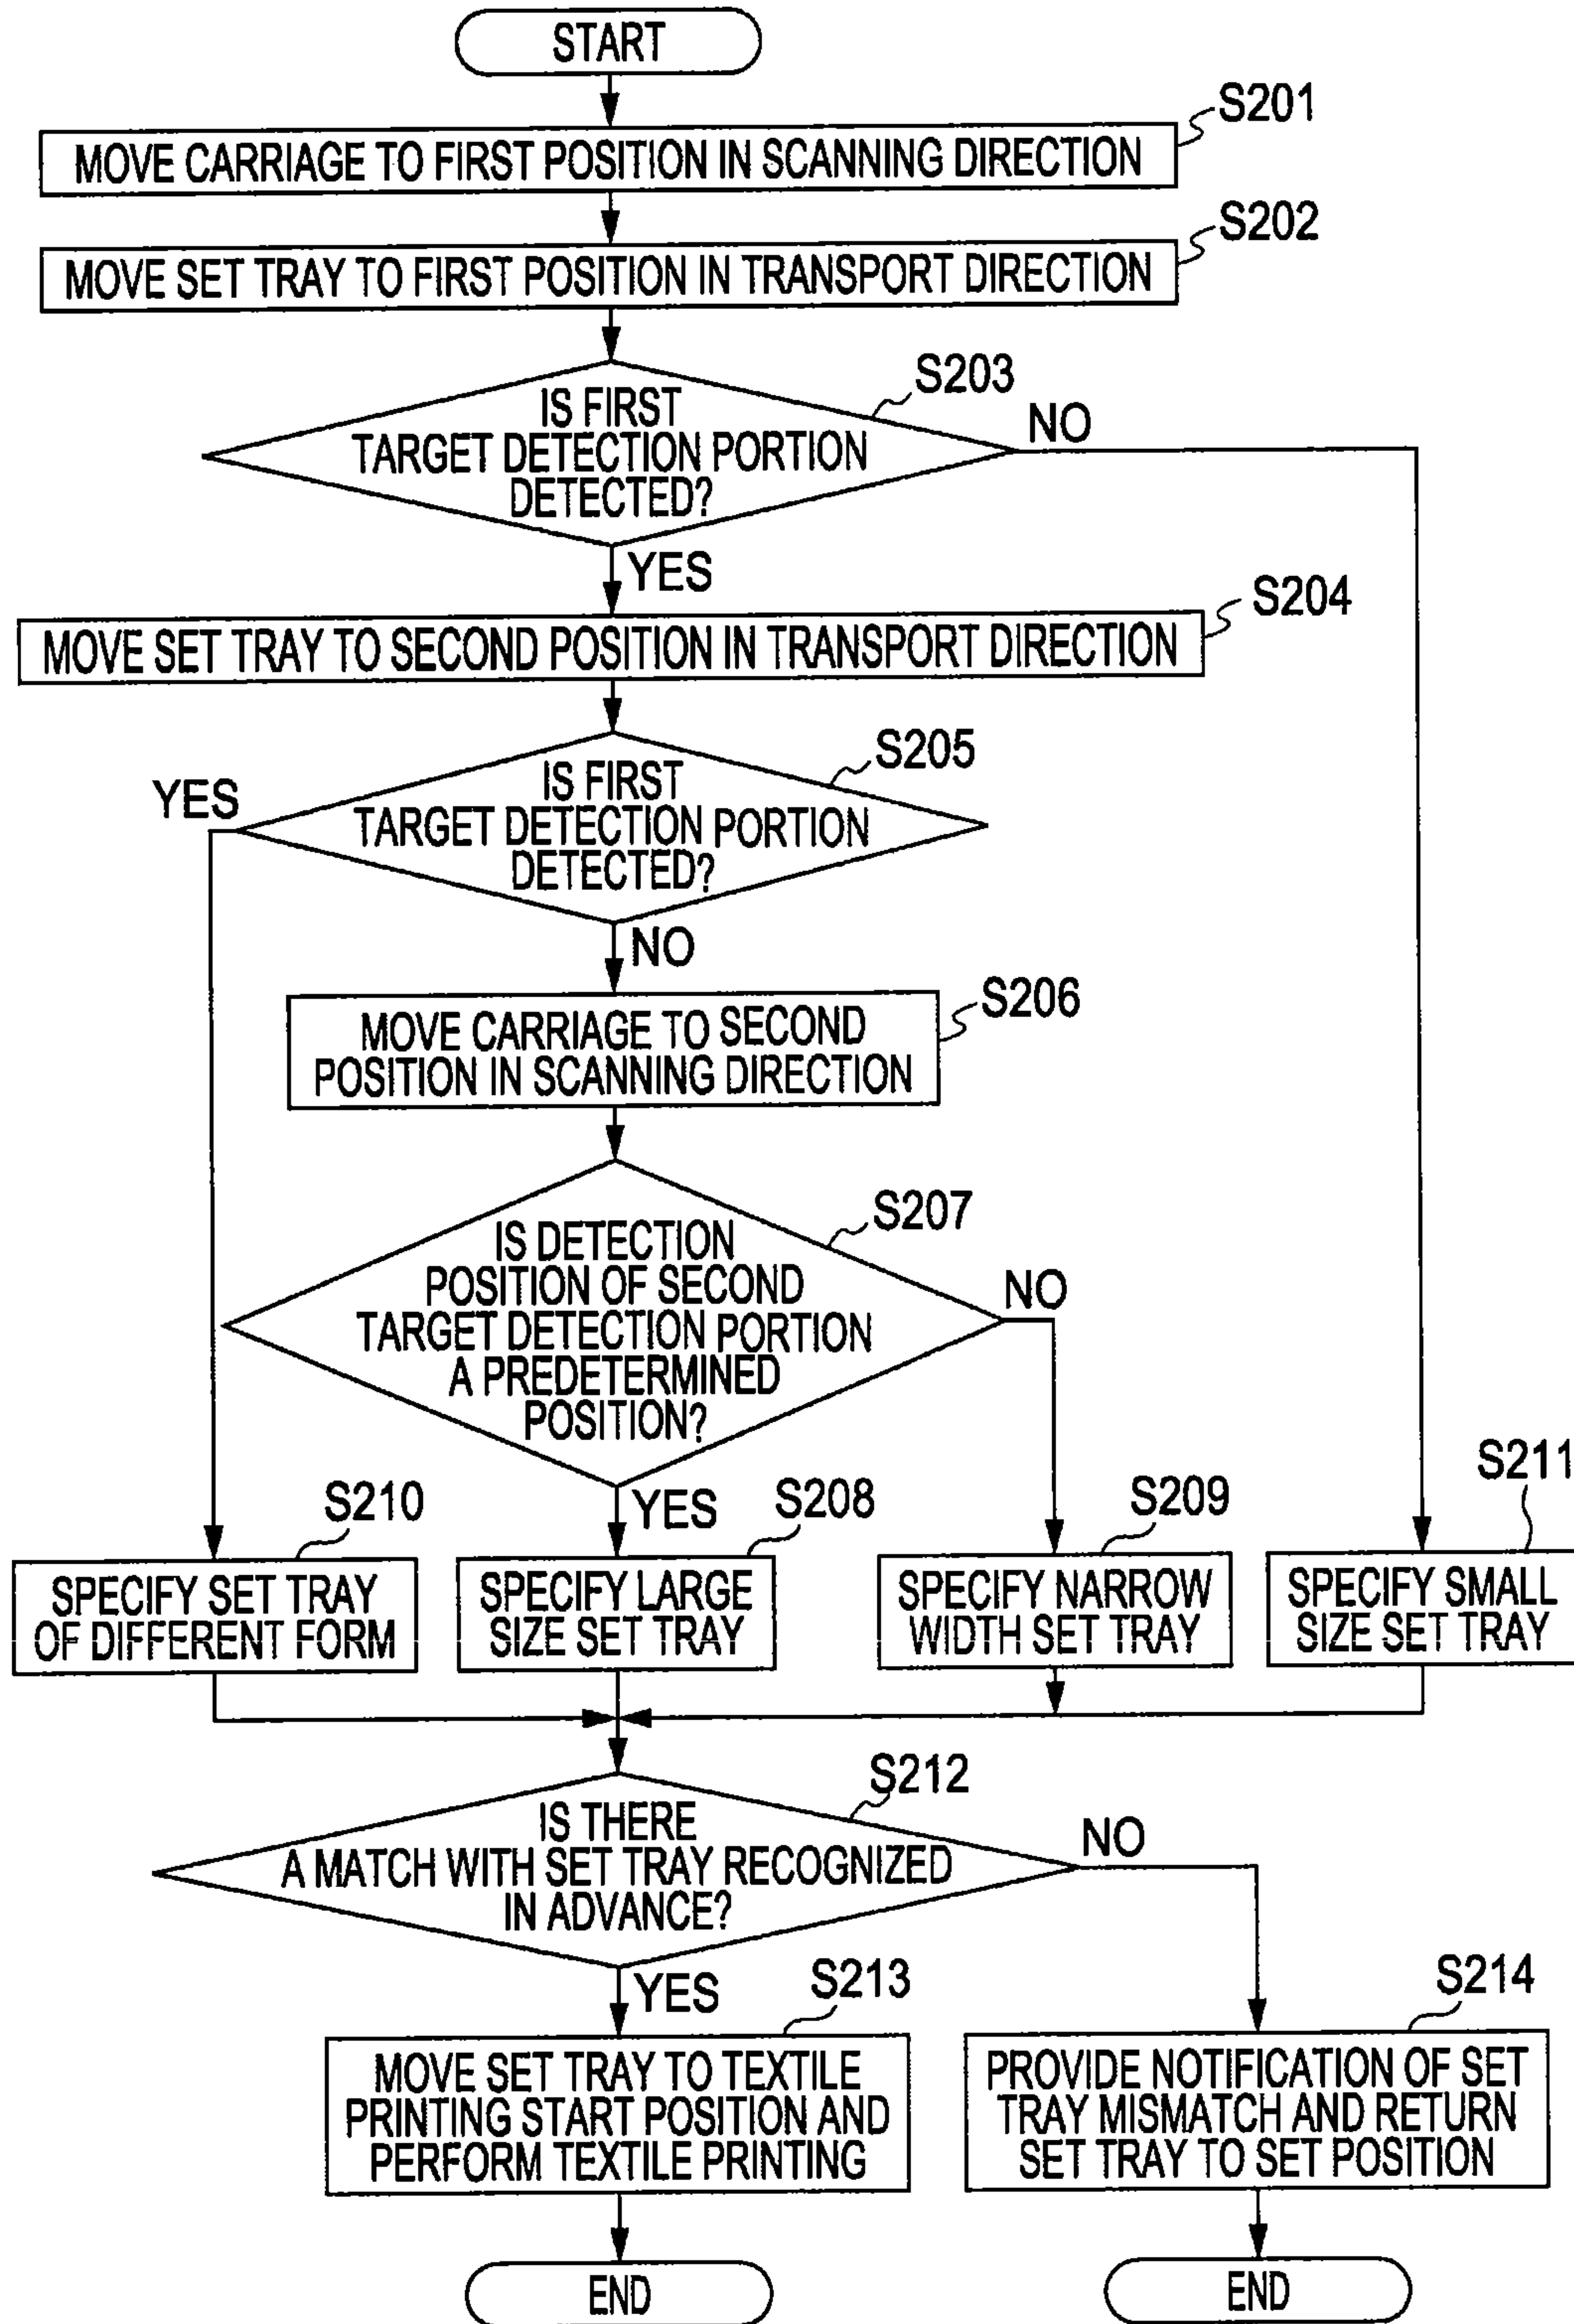 START
S201
MOVE CARRIAGE TO FIRST POSITION IN SCANNING DIRECTION
S202
MOVE SET TRAY TO FIRST POSITION IN TRANSPORT DIRECTION
S203
IS FIRST
TARGET DETECTION PORTION
DETECTED?
NO
YES
S204
MOVE SET TRAY TO SECOND POSITION IN TRANSPORT DIRECTION
S205
IS FIRST
TARGET DETECTION PORTION
DETECTED?
YES
NO
S206
MOVE CARRIAGE TO SECOND
POSITION IN SCANNING DIRECTION
S207
IS DETECTION
POSITION OF SECOND
TARGET DETECTION PORTION
A PREDETERMINED
POSITION?
NO
YES
S210
SPECIFY SET TRAY
OF DIFFERENT FORM
S208
SPECIFY LARGE
SIZE SET TRAY
S209
SPECIFY NARROW
WIDTH SET TRAY
S211
SPECIFY SMALL
SIZE SET TRAY
S212
IS THERE
A MATCH WITH SET TRAY RECOGNIZED
IN ADVANCE?
NO
YES
S213
MOVE SET TRAY TO TEXTILE
PRINTING START POSITION AND
PERFORM TEXTILE PRINTING
S214
PROVIDE NOTIFICATION OF SET
TRAY MISMATCH AND RETURN
SET TRAY TO SET POSITION
END
END